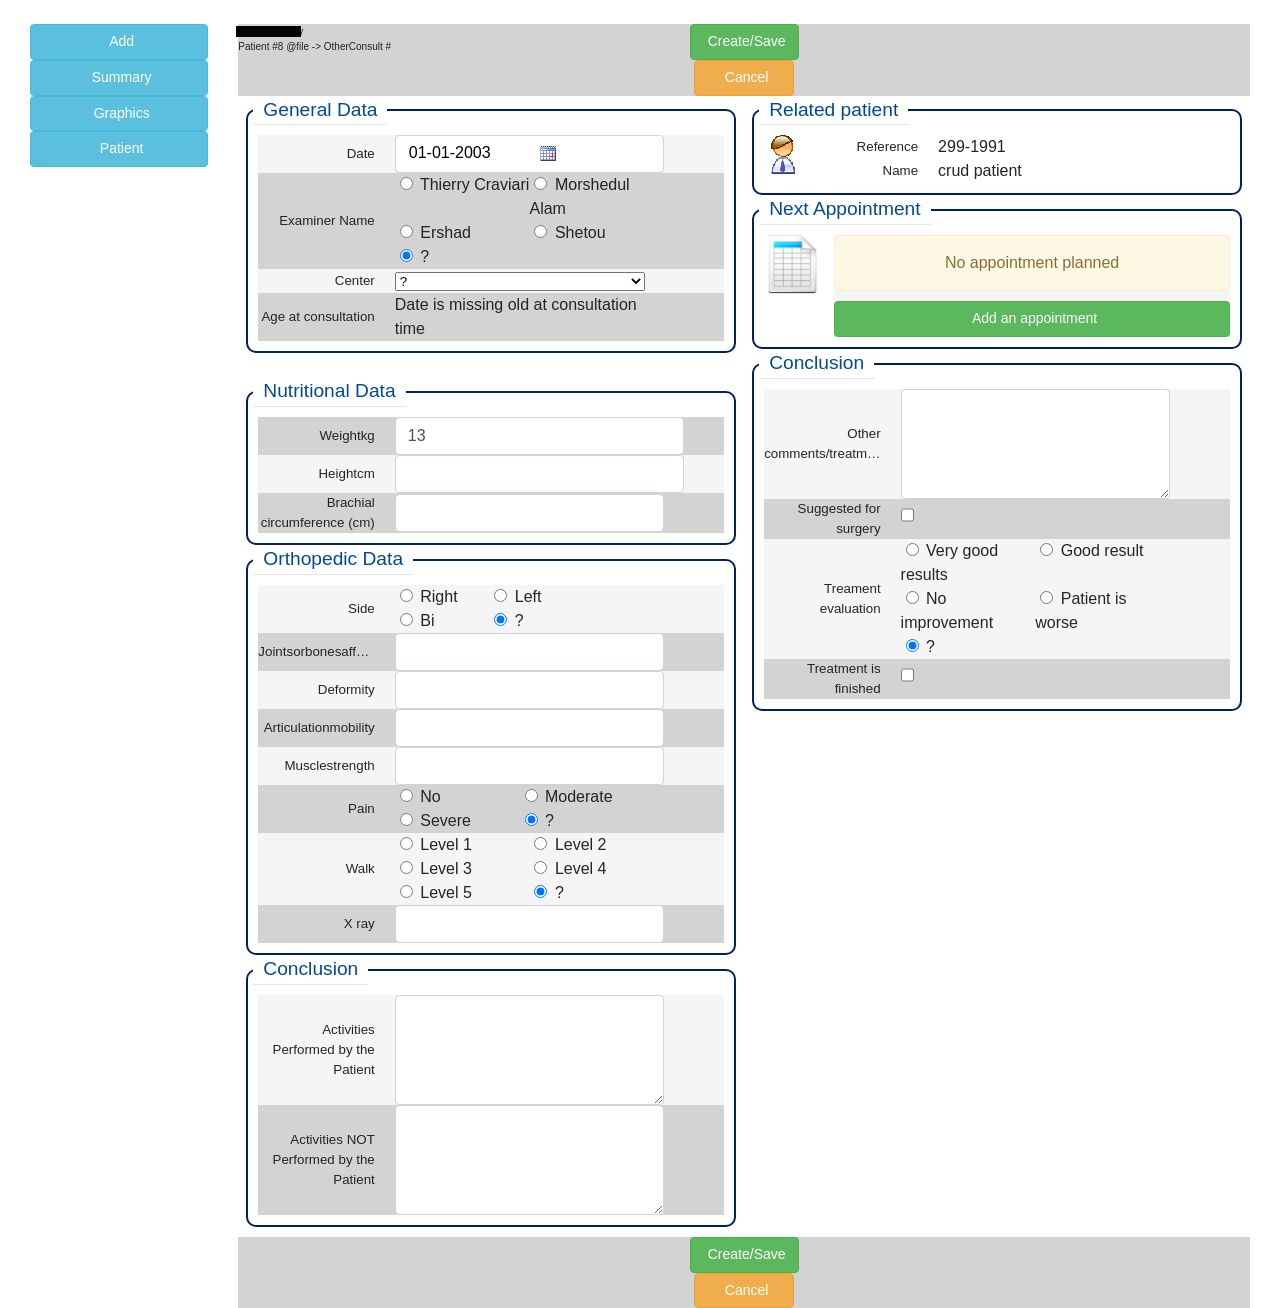 Add
Summary
Graphics
Patient
Patient #8 @file -> OtherConsult #
Create/Save
Cancel
General Data
Date 01-01-2003
Examiner Name
Thierry Craviari Morshedul
Alam
Ershad Shetou
?
Center ?
Age at consultation
Date is missing old at consultation
time
Nutritional Data
Weightkg 13
Heightcm
Brachial
circumference (cm)
Orthopedic Data
Side
Right Left
Bi ?
Jointsorbonesaff…
Deformity
Articulationmobility
Musclestrength
Pain
No Moderate
Severe ?
Walk
Level 1 Level 2
Level 3 Level 4
Level 5 ?
X ray
Conclusion
Activities
Performed by the
Patient
Activities NOT
Performed by the
Patient
Related patient
Reference 299-1991
Name crud patient
Next Appointment
No appointment planned
Add an appointment
Conclusion
Other
comments/treatm…
Suggested for
surgery
Treament
evaluation
Very good Good result
results
No Patient is
improvement worse
?
Treatment is
finished
Create/Save
Cancel